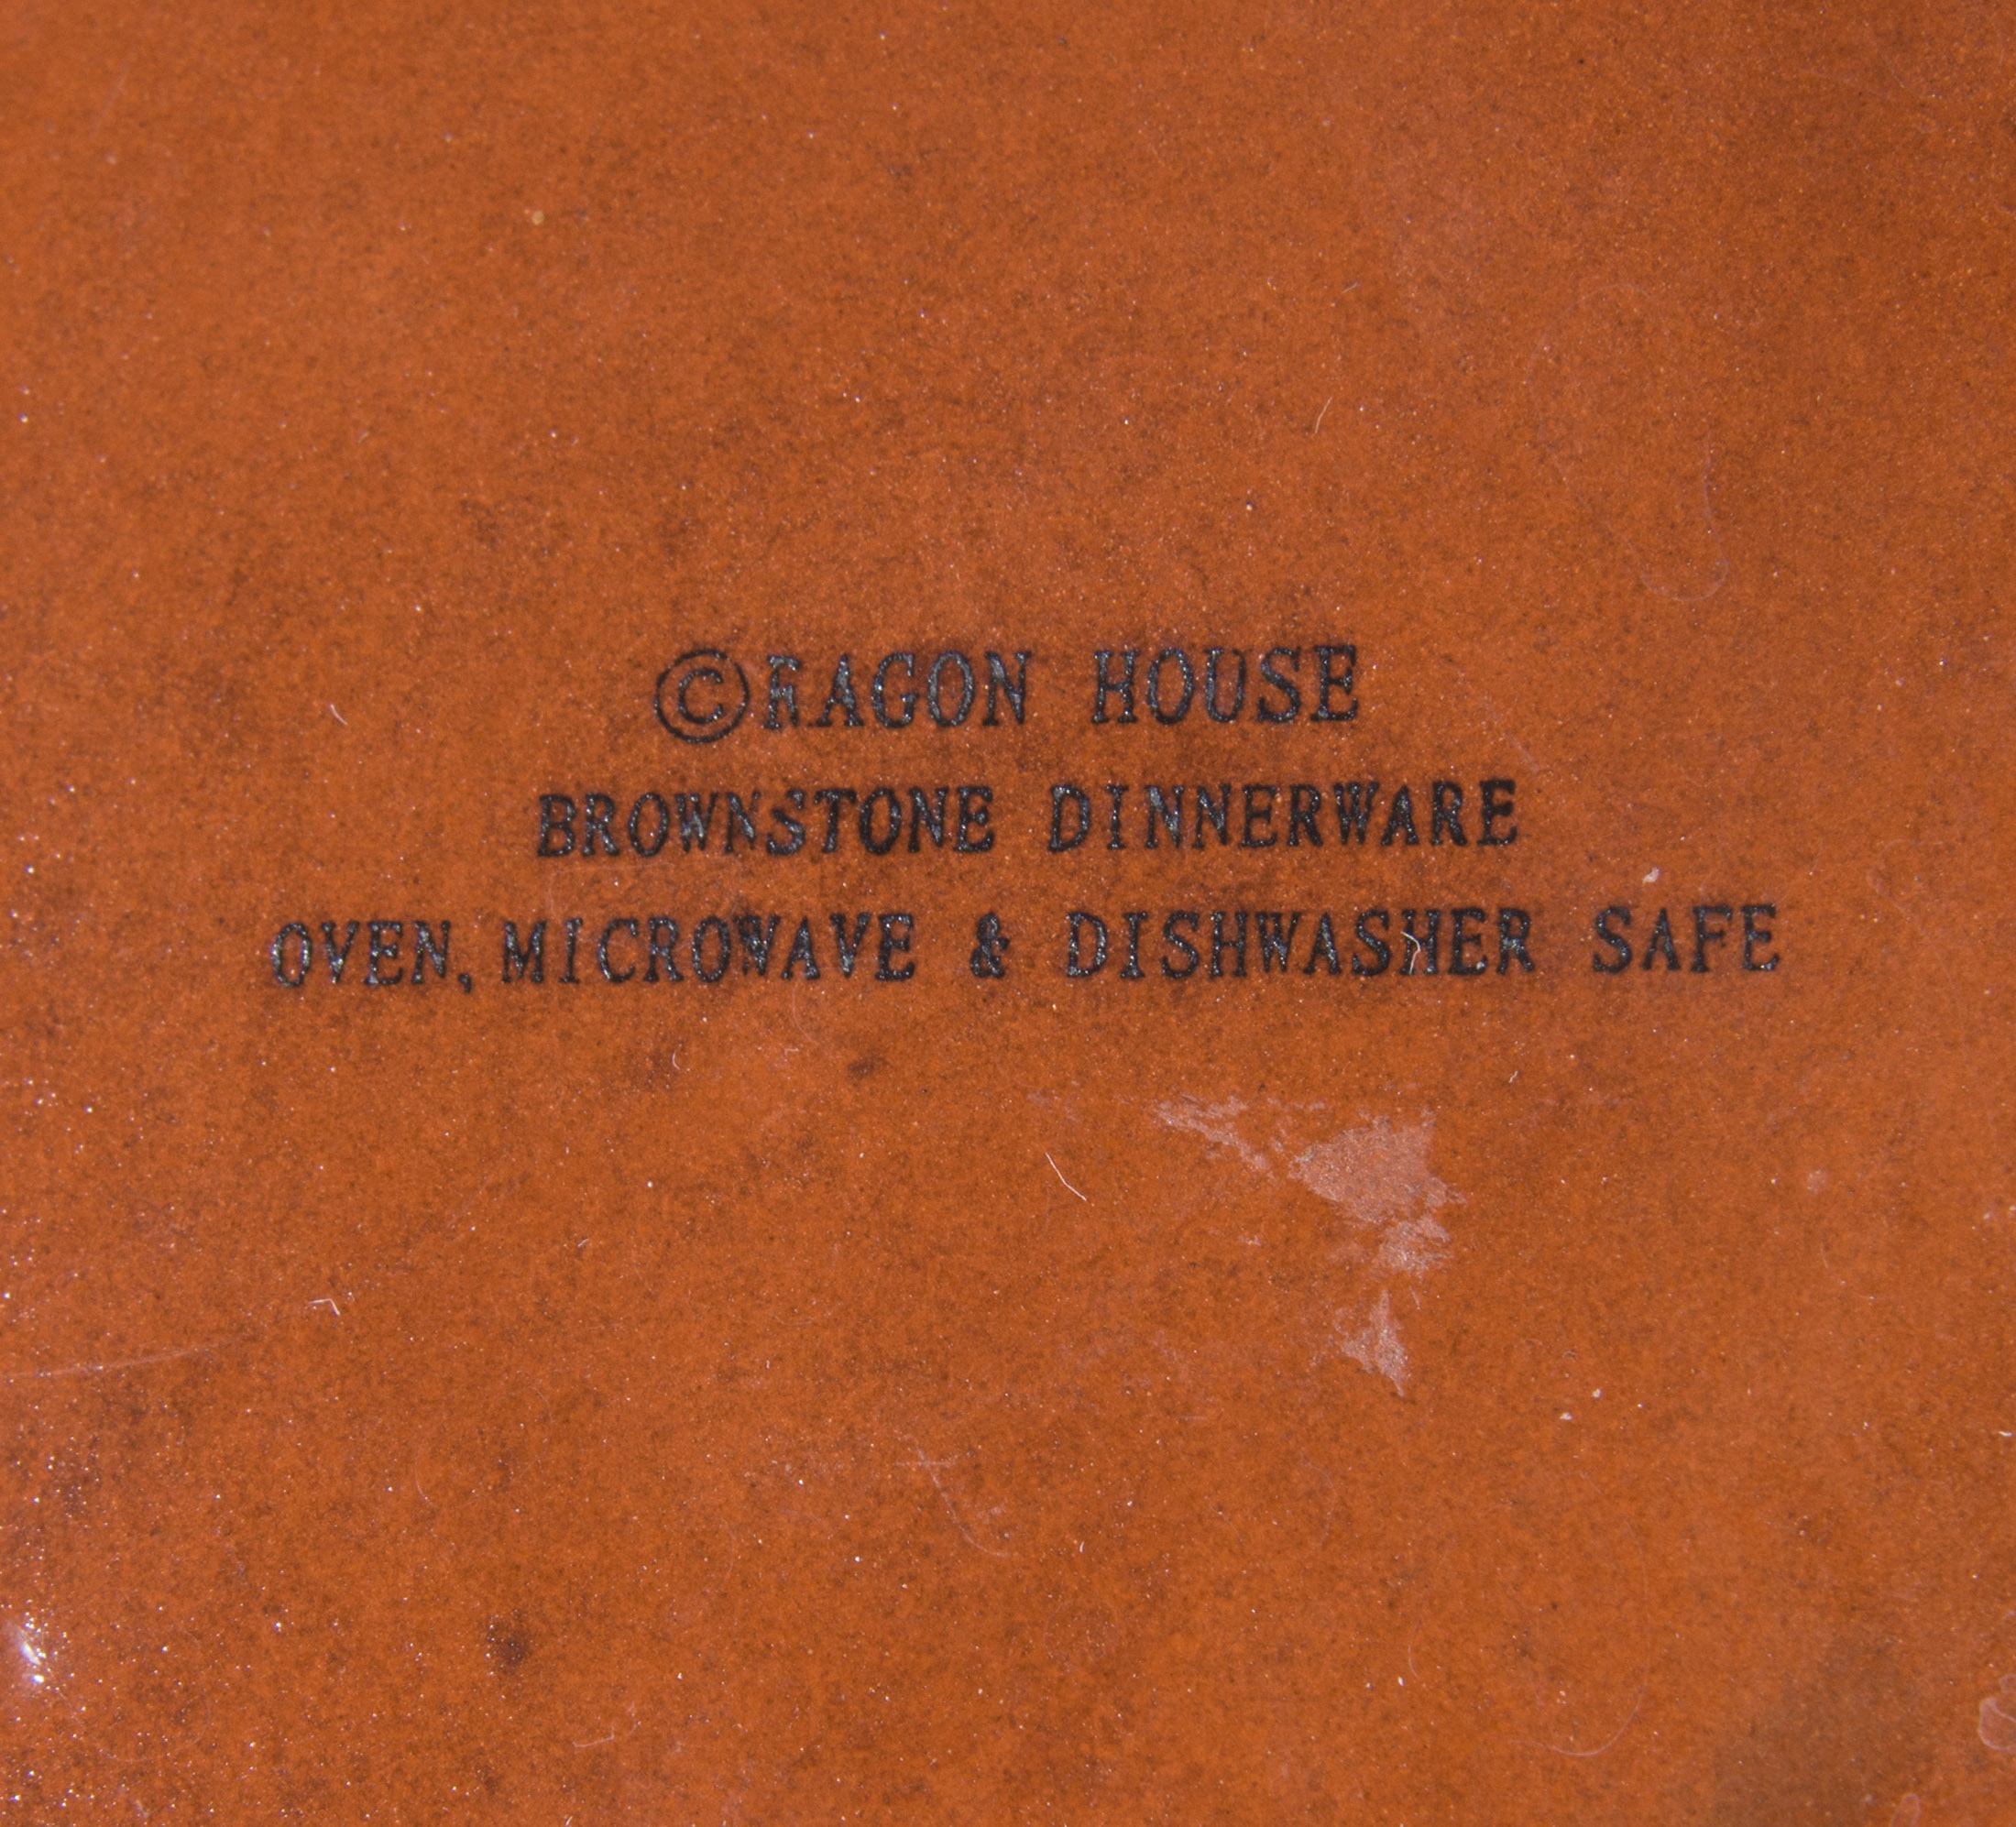 ©RAGON HOUSE
BROWNSTONE DINNERWARE
OVEN, MICROWAVE & DISHWASHER SAFE